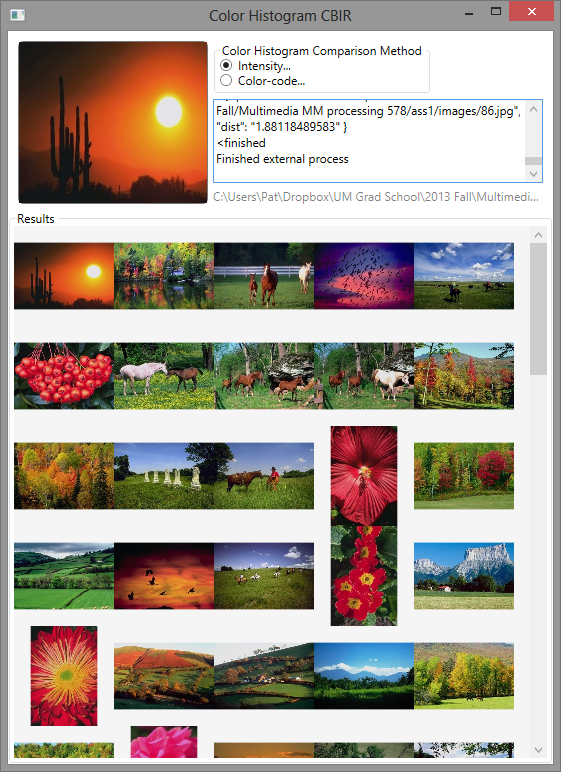 Color Histogram CBIR
Color Histogram Comparison Method
Intensity...
Color-code...
Fall/Multimedia MM processing 578/ass1/images/86.jpg",
"dist": "1.88118489583" }
<finished
Finished external process
C:\Users\Pat\Dropbox\UM Grad School\2013 Fall\Multimedi...
Results